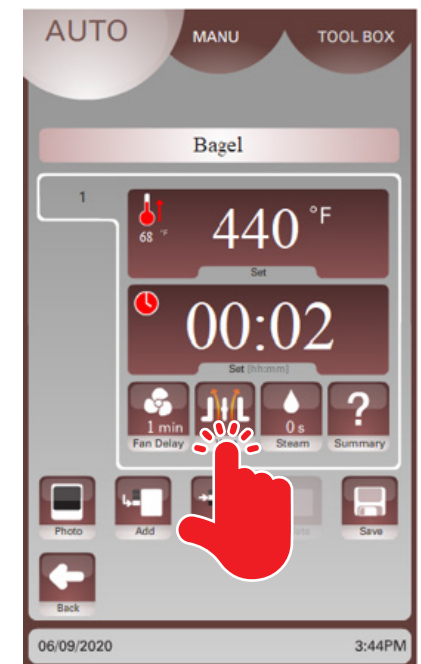 AUTO MANU TOOL BOX
Bagel
1
68 °F
440 °F
Set
00:02
Set (hh:mm)
1 min
0 s
?
Fan Delay
Steam
Summary
Photo
Add
Save
Back
06/09/2020
3:44PM